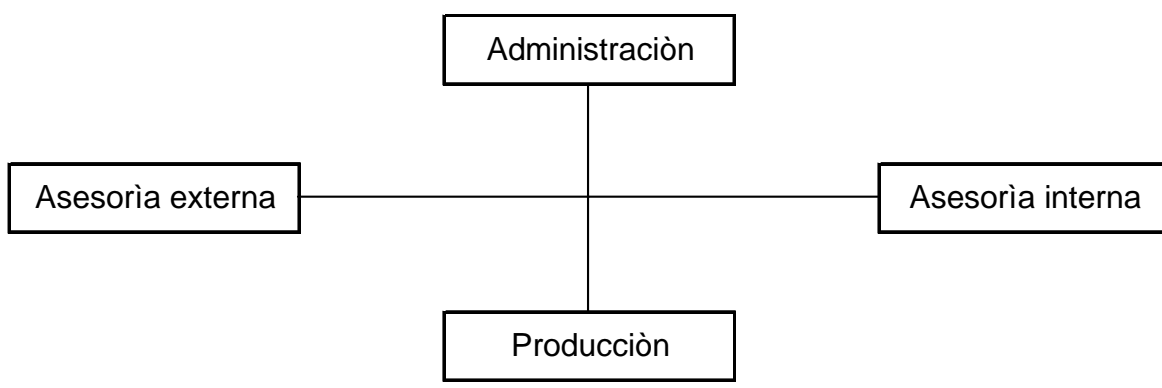 Administraciòn
Asesorìa externa
Asesorìa interna
Producciòn